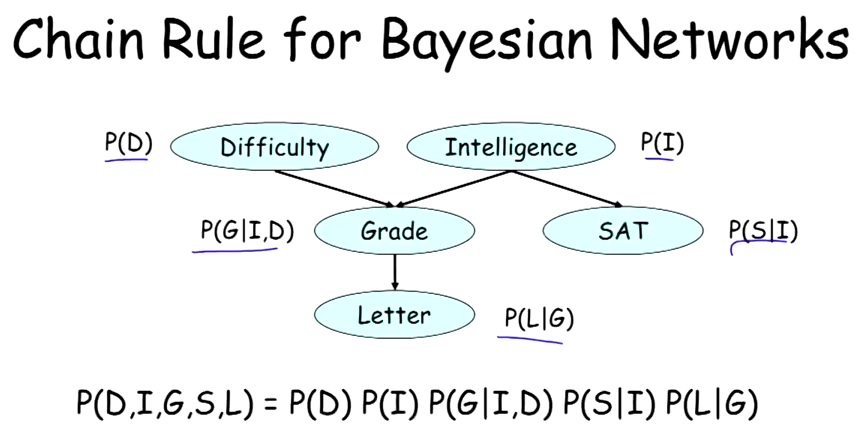 Chain Rule for Bayesian Networks
P(D) Difficulty Intelligence P(I)
P(G|I,D) Grade SAT P(S|I)
Letter P(L|G)
P(D,I,G,S,L) = P(D) P(I) P(G|I,D) P(S|I) P(L|G)